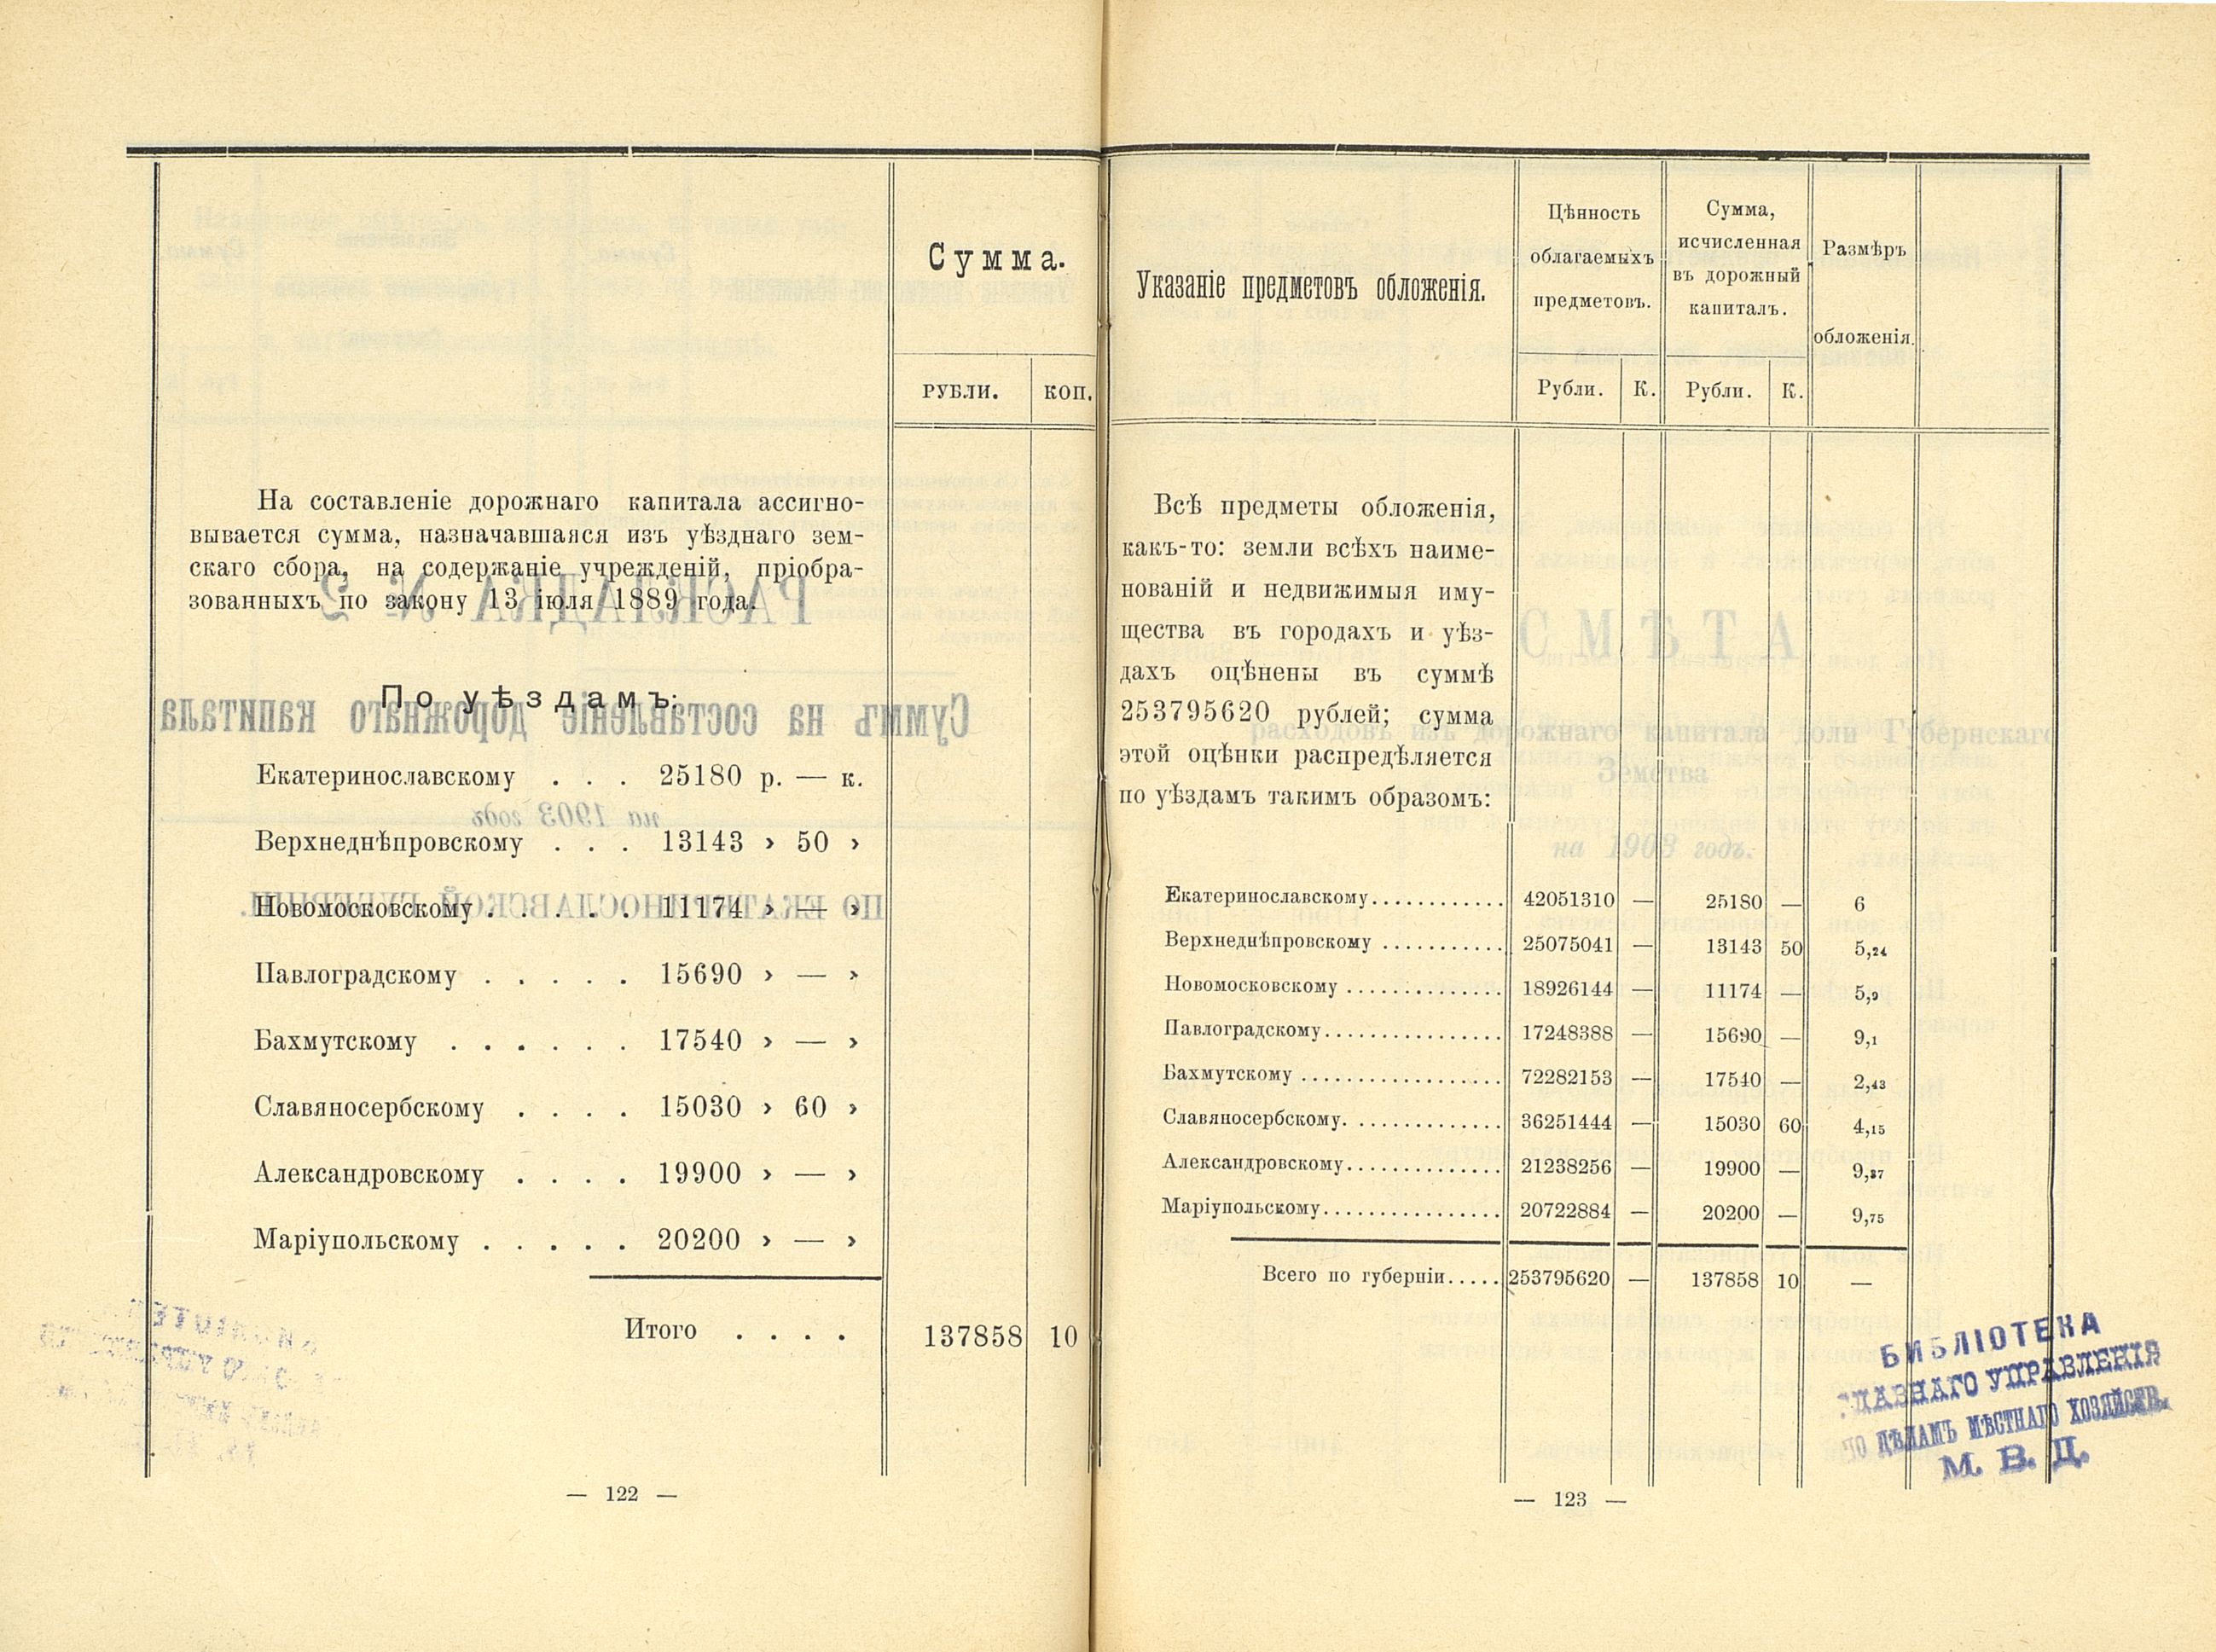 Сумма.
РУБЛИ. КОП.
На составленіе дорожнаго капитала ассигно-
вывается сумма, назначавшаяся изъ уѣзднаго зем-
скаго сбора, на содержаніе учрежденій, пріобра-
зованныхъ по закону 13 іюля 1889 года.
По уѣздамъ:
Екатеринославскому . . . 25180 р. — к.
Верхнеднѣпровскому . . . 13143 › 50 ›
Новомосковскому . . . . . 11174 › — ›
Павлоградскому . . . . . 15690 › — ›
Бахмутскому . . . . . . 17540 › — ›
Славяносербскому . . . . 15030 › 60 ›
Александровскому . . . . 19900 › — ›
Маріупольскому . . . . . 20200 › — ›
Итого . . . . 137858 10
— 122 —
Указаніе предметовъ обложенія.
Цѣнность
облагаемыхъ
предметовъ.
Сумма,
исчисленная
въ дорожный
капиталъ.
Размѣръ
обложенія.
Рубли. К. Рубли. К.
Всѣ предметы обложенія,
какъ-то: земли всѣхъ наиме-
нованій и недвижимыя иму-
щества въ городахъ и уѣз-
дахъ оцѣнены въ суммѣ
253795620 рублей; сумма
этой оцѣнки распредѣляется
по уѣздамъ такимъ образомъ:
Екатеринославскому............ 42051310 — 25180 — 6
Верхнеднѣпровскому ........... 25075041 — 13143 50 5,24
Новомосковскому .............. 18926144 — 11174 — 5,9
Павлоградскому................ 17248388 — 15690 — 9,1
Бахмутскому .................. 72282153 — 17540 — 2,43
Славяносербскому. ............. 36251444 — 15030 60 4,15
Александровскому.............. 21238256 — 19900 — 9,37
Маріупольскому................ 20722884 — 20200 — 9,75
Всего по губерніи..... 253795620 — 137858 10 —
БИБЛІОТЕКА
ГЛАВНАГО УПРАВЛЕНІЯ
ПО ДѢЛАМЪ МѢСТНАГО ХОЗЯЙСТВ.
М. В. Д.
— 123 —